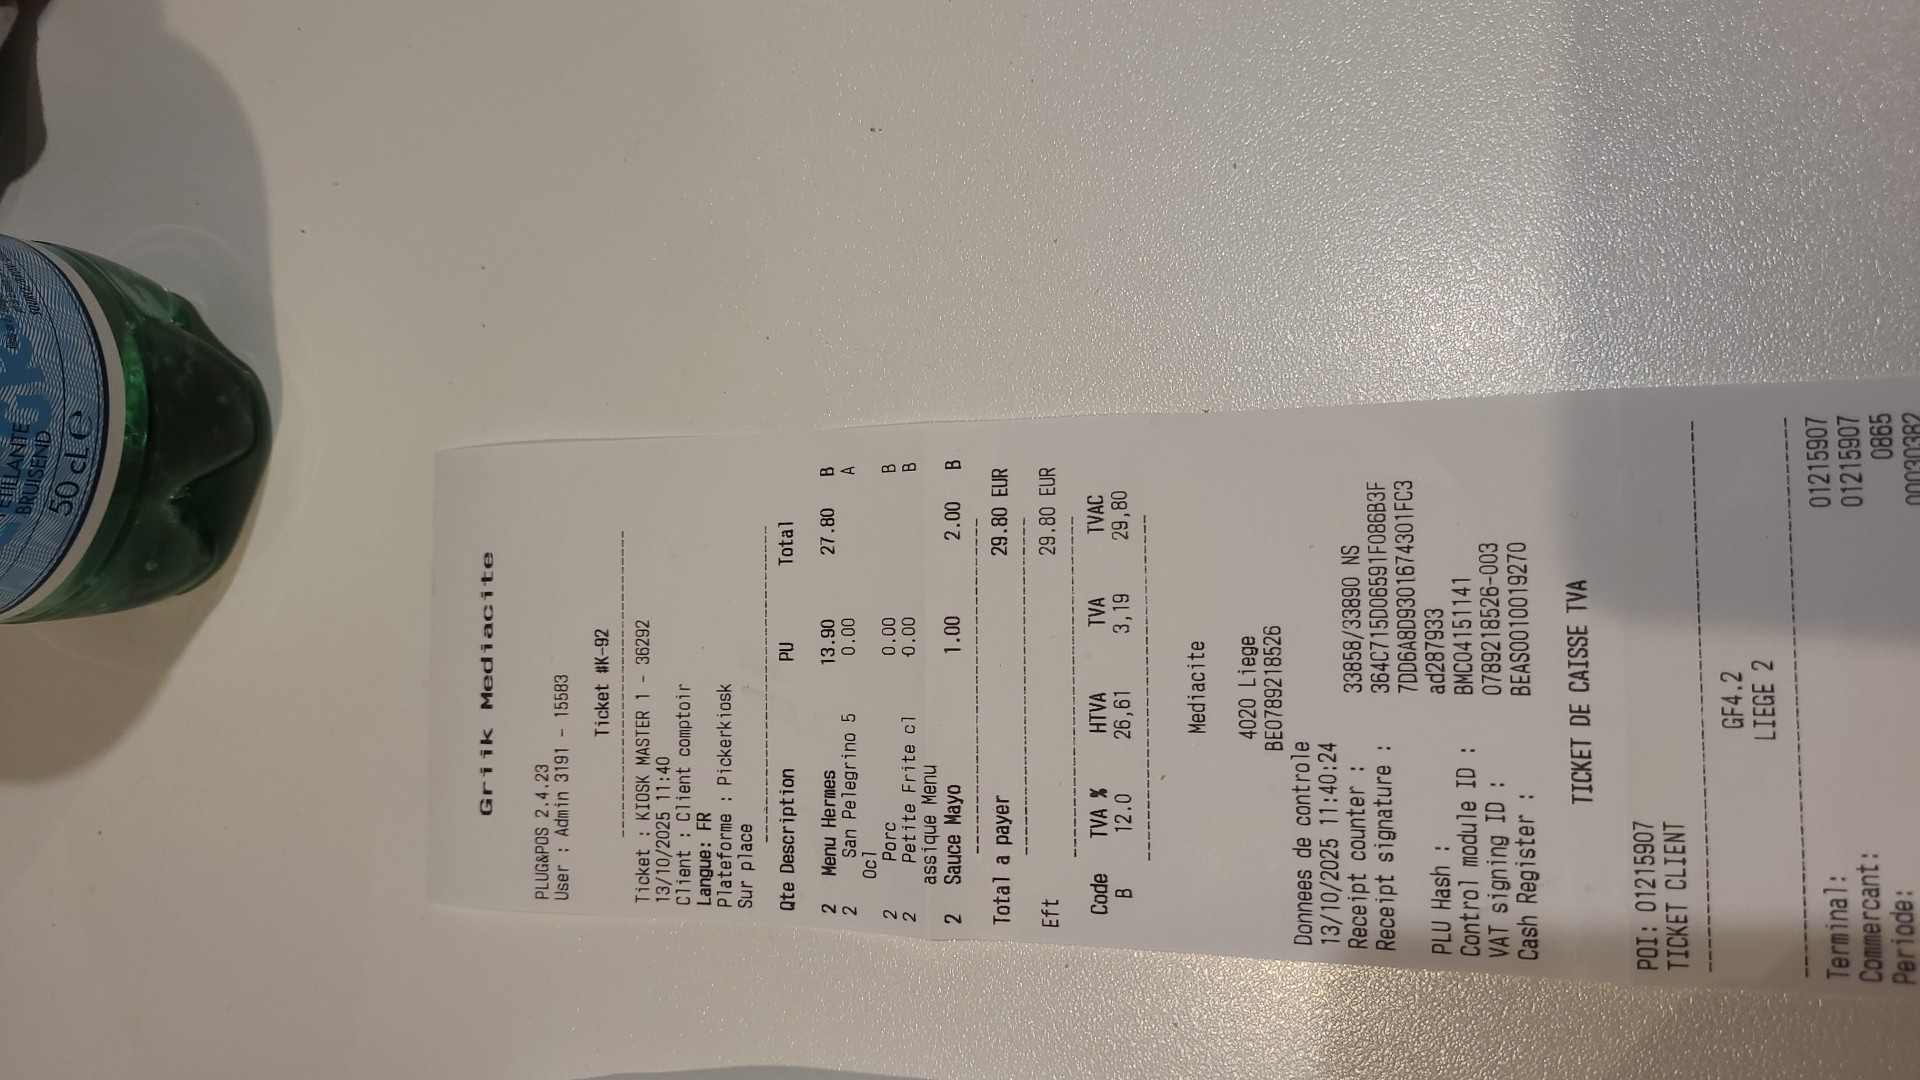 Griik Mediacite
PLUG&POS 2.4.23
User : Admin 3191 - 15583
Ticket #K-92
Ticket : KIOSK MASTER 1 - 36292
13/10/2025 11:40
Client : Client comptoir
Langue: FR
Plateforme : Pickerkiosk
Sur place
Qte Description PU Total
2 Menu Hermes 13.90 27.80 B
2 San Pelegrino 5 0.00 A
0cl
2 Porc 0.00 B
2 Petite Frite cl 0.00 B
assique Menu
2 Sauce Mayo 1.00 2.00 B
Total a payer 29.80 EUR
Eft 29.80 EUR
Code TVA % HTVA TVA TVAC
B 12.0 26,61 3,19 29,80
Mediacite
4020 Liege
BE0789218526
Donnees de controle
13/10/2025 11:40:24
Receipt counter : 33858/33890 NS
Receipt signature : 364C715D06591F086B3F
7DD6A8D9301674301FC3
PLU Hash : ad287933
Control module ID : BMC04151141
VAT signing ID : 0789218526-003
Cash Register : BEAS0010019270
TICKET DE CAISSE TVA
POI: 01215907
TICKET CLIENT
GF4.2
LIEGE 2
Terminal: 01215907
Commercant: 01215907
Periode: 0865
00030382
BRUISEND
50 cL e